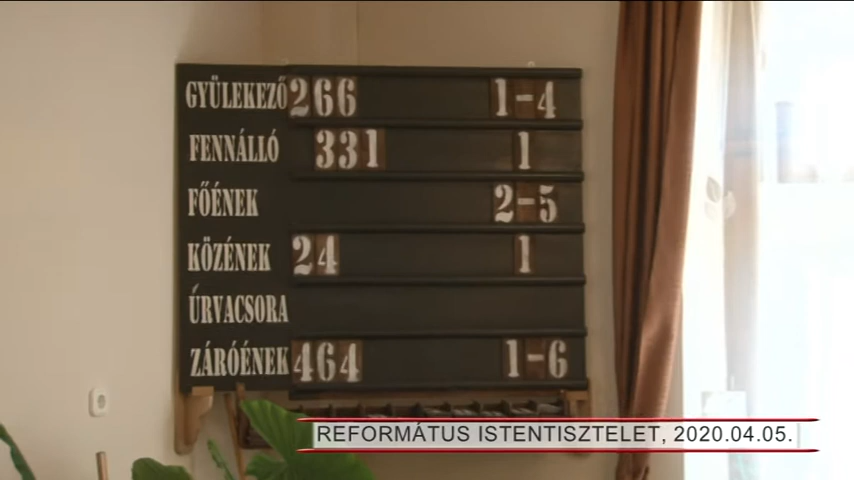 GYÜLEKEZŐ 266 1-4
FENNÁLLÓ 331 1
FŐÉNEK 2-5
KÖZÉNEK 24 1
ÚRVACSORA
ZÁRÓÉNEK 464 1-6
REFORMÁTUS ISTENTISZTELET, 2020.04.05.